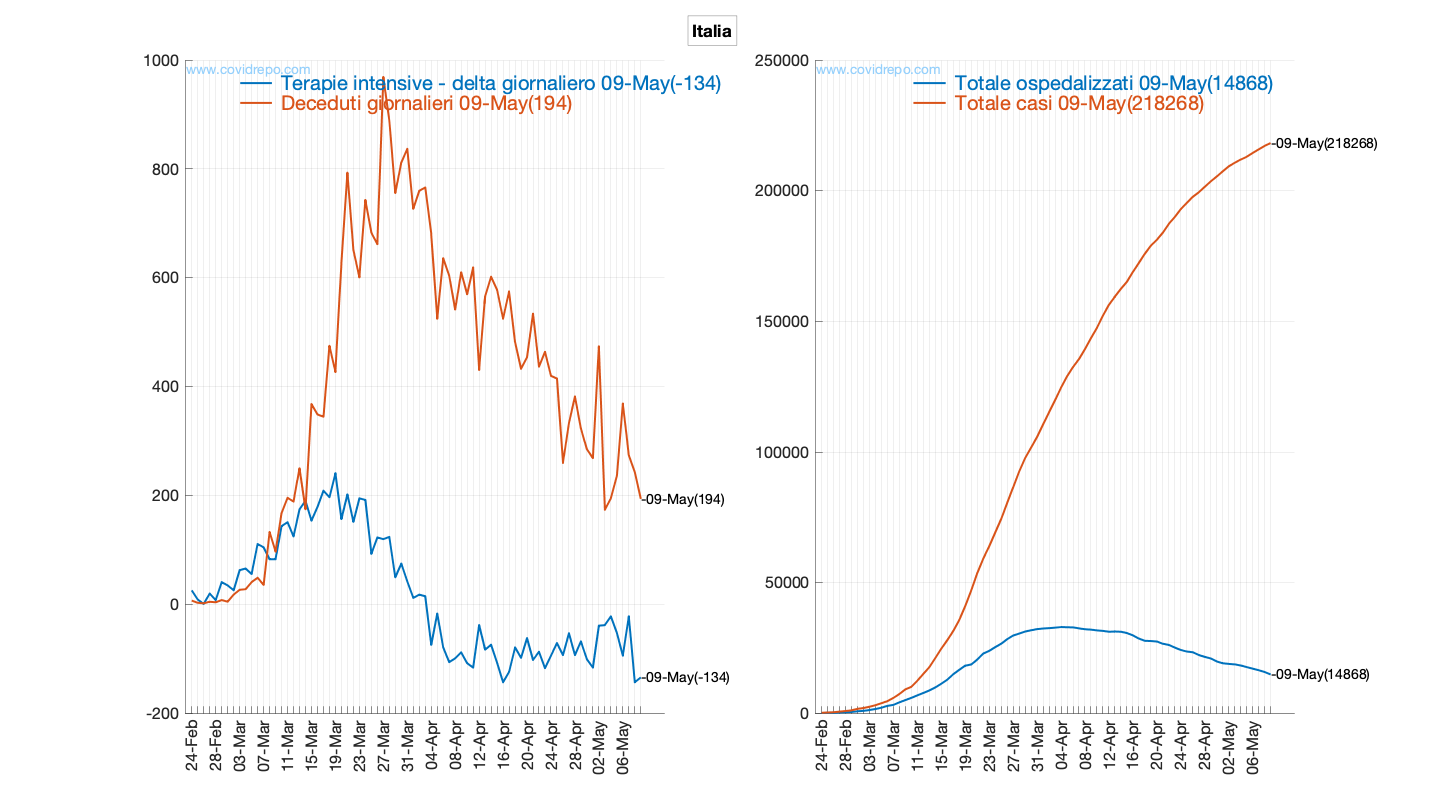 Italia
www.covidrepo.com
Terapie intensive - delta giornaliero 09-May(-134)
Deceduti giornalieri 09-May(194)
1000
800
600
400
200
0
-200
-09-May(194)
-09-May(-134)
24-Feb
28-Feb
03-Mar
07-Mar
11-Mar
15-Mar
19-Mar
23-Mar
27-Mar
31-Mar
04-Apr
08-Apr
12-Apr
16-Apr
20-Apr
24-Apr
28-Apr
02-May
06-May
www.covidrepo.com
Totale ospedalizzati 09-May(14868)
Totale casi 09-May(218268)
250000
200000
150000
100000
50000
0
-09-May(218268)
-09-May(14868)
24-Feb
28-Feb
03-Mar
07-Mar
11-Mar
15-Mar
19-Mar
23-Mar
27-Mar
31-Mar
04-Apr
08-Apr
12-Apr
16-Apr
20-Apr
24-Apr
28-Apr
02-May
06-May